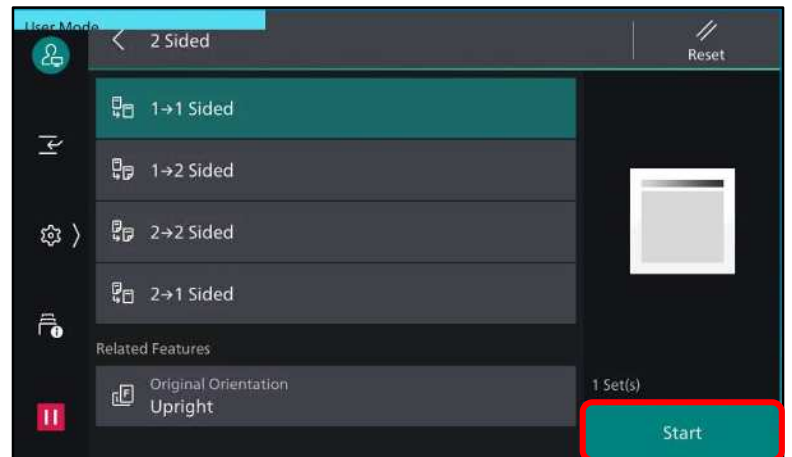 User Mode
2 Sided
Reset
1→1 Sided
1→2 Sided
2→2 Sided
2→1 Sided
Related Features
Original Orientation
Upright
1 Set(s)
Start